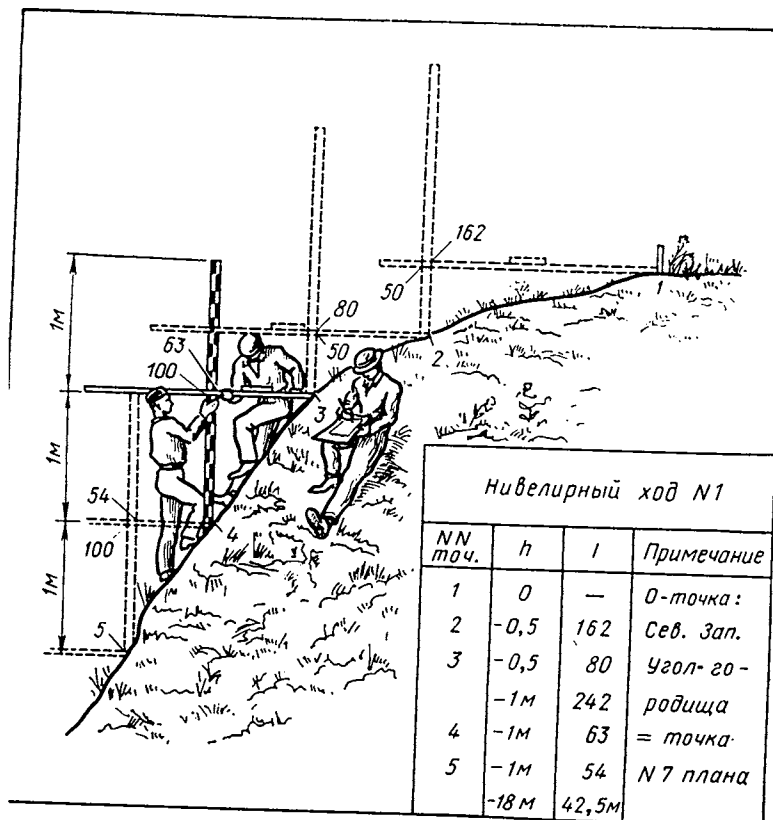 162
50
1
1м
80
50
2
63
100
3
1м
54
100
4
1м
5
Нивелирный ход N1
NN точ. h l Примечание
1 0 — 0-точка:
2 -0,5 162 Сев. Зап.
3 -0,5 80 Угол- го-
-1м 242 родища
4 -1м 63 = точка
5 -1м 54 N 7 плана
-18 м 42,5м